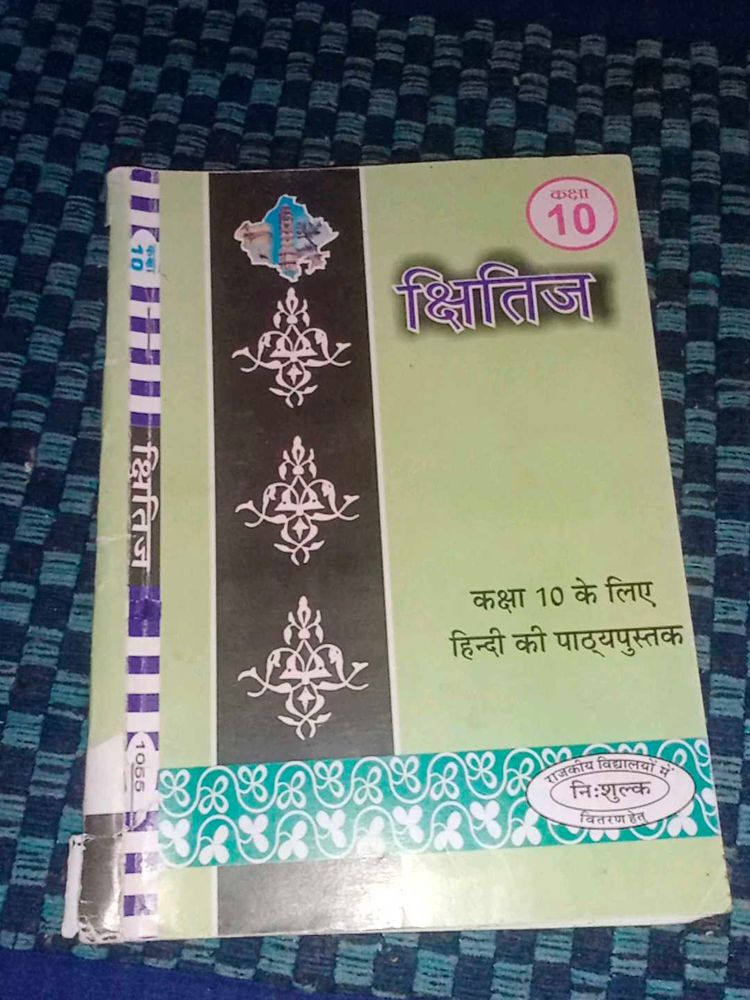 कक्षा
10
क्षितिज
कक्षा 10 के लिए
हिन्दी की पाठ्यपुस्तक
राजकीय विद्यालयों में
निःशुल्क
वितरण हेतु
कक्षा
10
क्षितिज
1055